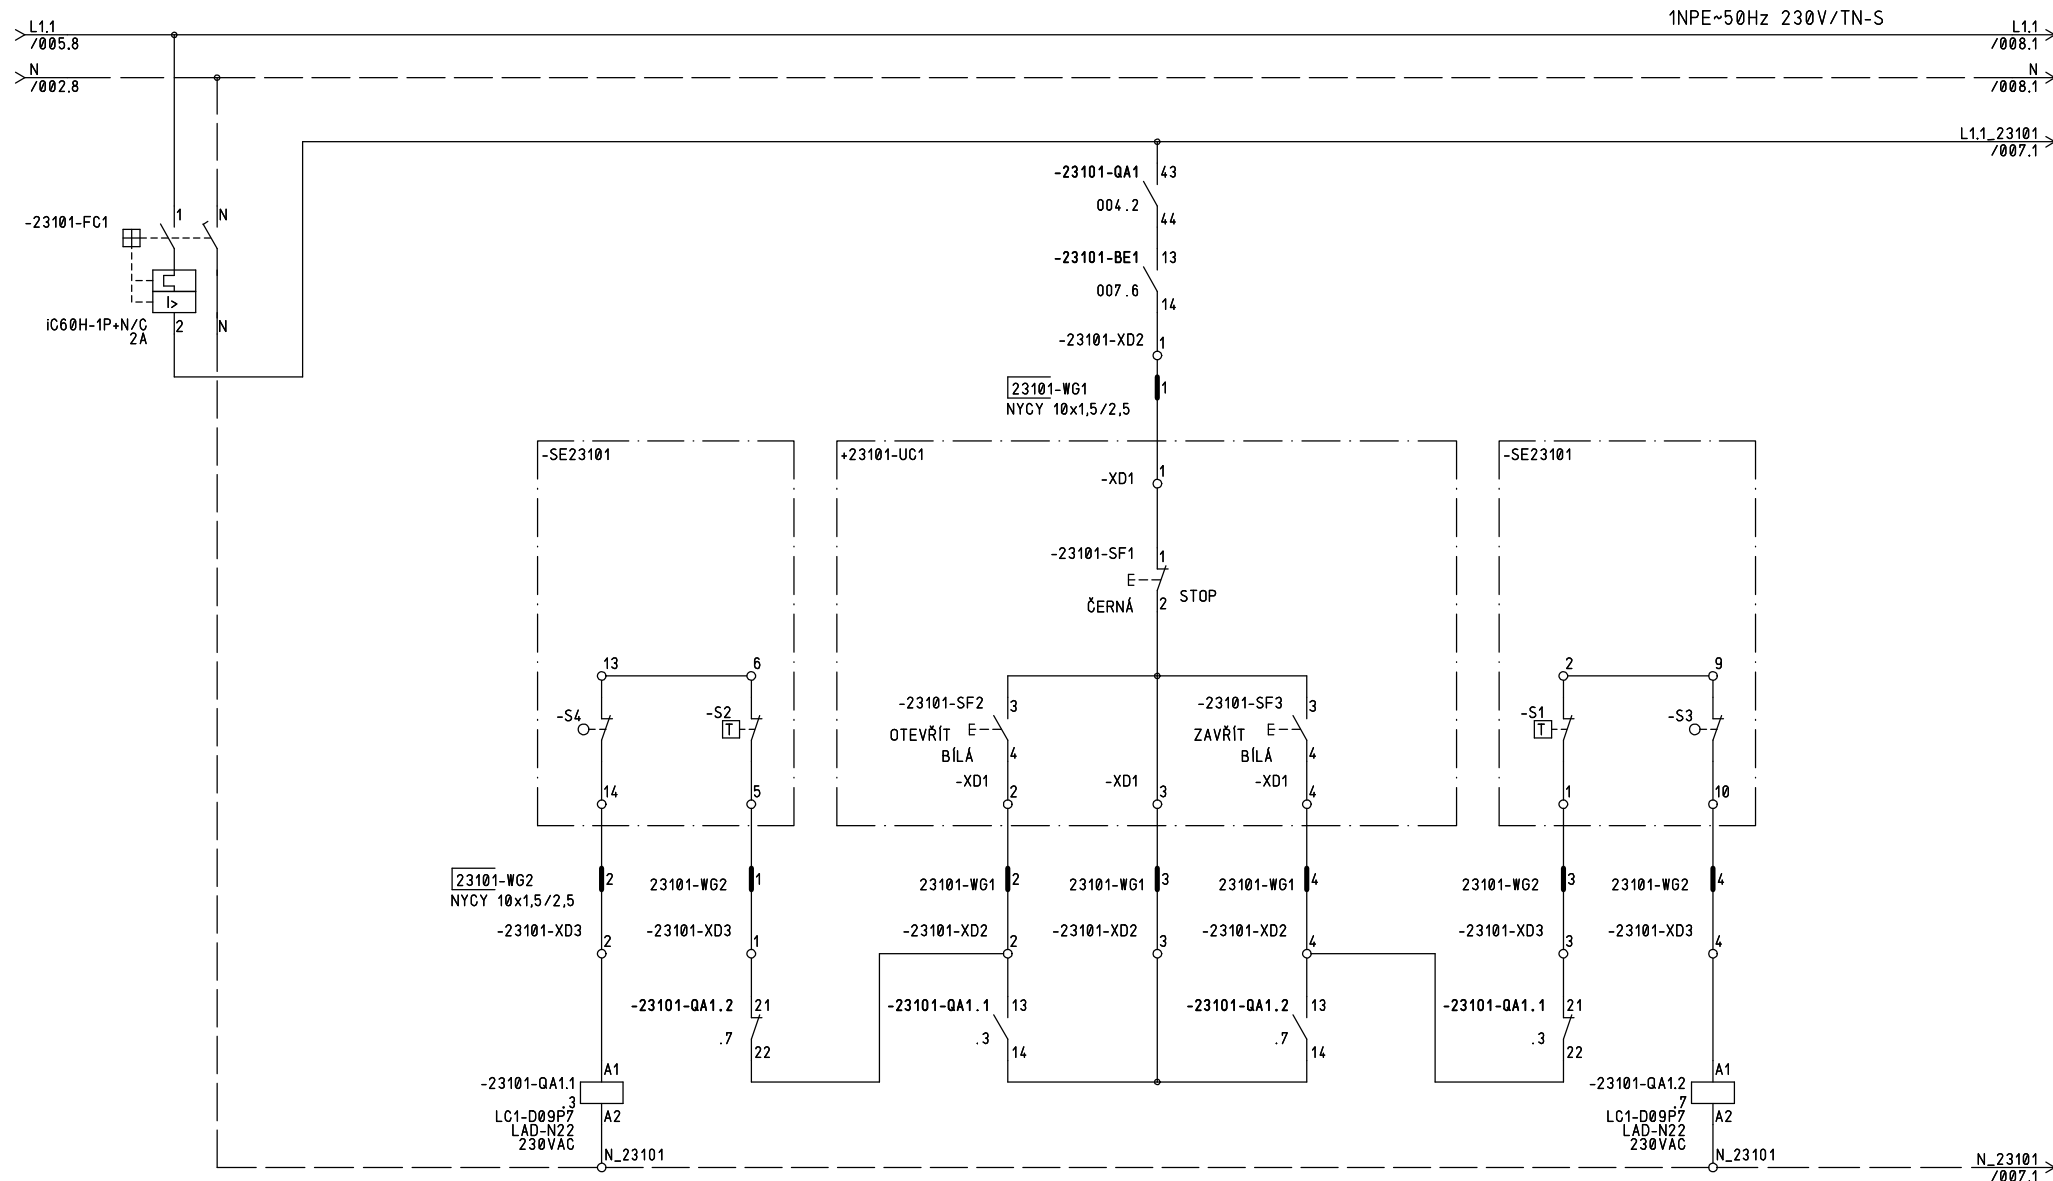 1NPE~50Hz 230V/TN-S
L1.1
/005.8
L1.1
/008.1
N
/002.8
N
/008.1
L1.1_23101
/007.1
-23101-QA1
43
004.2
44
-23101-FC1
1
N
-23101-BE1
13
007.6
14
I>
iC60H-1P+N/C
2A
2
N
-23101-XD2
1
23101-WG1
1
NYCY 10x1,5/2,5
-SE23101
+23101-UC1
-SE23101
1
-XD1
-23101-SF1
1
ČERNÁ
2
STOP
13
6
2
9
-S4
-S2
T
-23101-SF2
3
OTEVŘÍT
BÍLÁ
4
-23101-SF3
3
ZAVŘÍT
BÍLÁ
4
-S1
T
-S3
14
5
-XD1
2
-XD1
3
-XD1
4
1
10
23101-WG2
2
NYCY 10x1,5/2,5
23101-WG2
1
23101-WG1
2
23101-WG1
3
23101-WG1
4
23101-WG2
3
23101-WG2
4
-23101-XD3
2
-23101-XD3
1
-23101-XD2
2
-23101-XD2
3
-23101-XD2
4
-23101-XD3
3
-23101-XD3
4
-23101-QA1.2
21
.7
22
-23101-QA1.1
13
.3
14
-23101-QA1.2
13
.7
14
-23101-QA1.1
21
.3
22
A1
-23101-QA1.1
.3
LC1-D09P7
A2
LAD-N22
230VAC
A1
-23101-QA1.2
.7
LC1-D09P7
A2
LAD-N22
230VAC
N_23101
N_23101
N_23101
/007.1